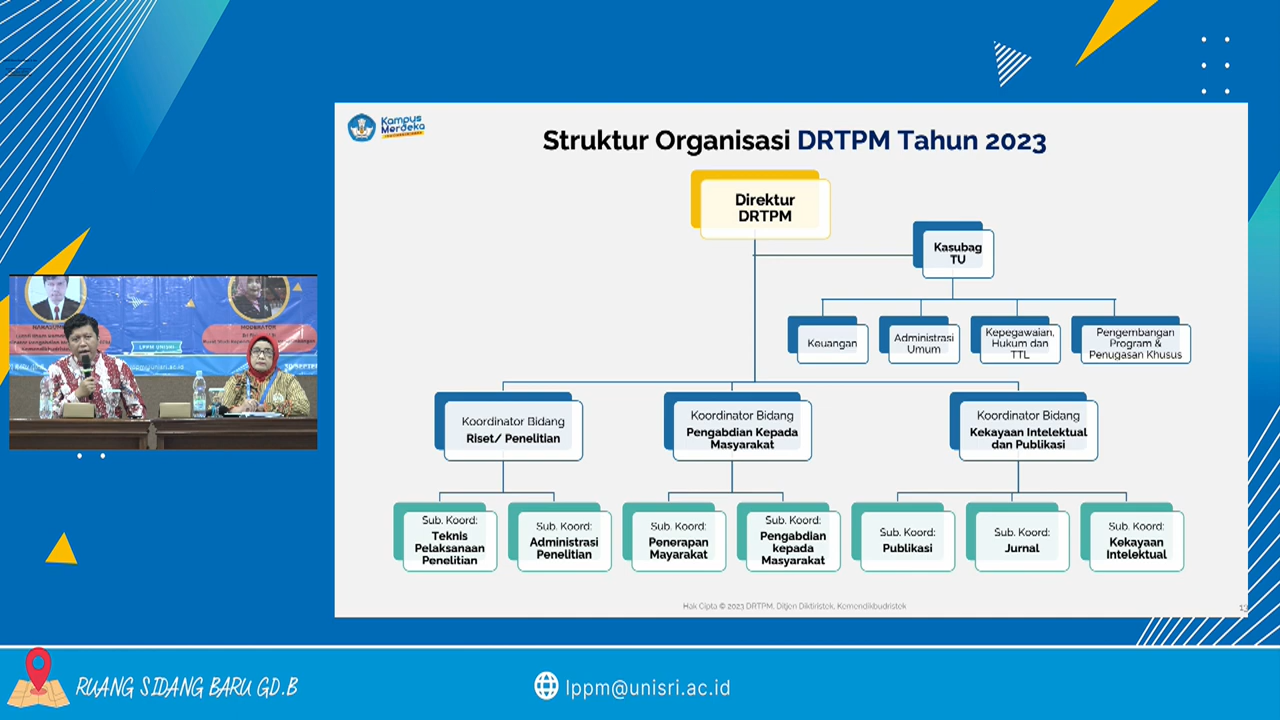 Kampus
Merdeka
Struktur Organisasi DRTPM Tahun 2023
Direktur
DRTPM
Kasubag
TU
Keuangan
Administrasi
Umum
Kepegawaian,
Hukum dan
TTL
Pengembangan
Program &
Penugasan Khusus
Koordinator Bidang
Riset/ Penelitian
Koordinator Bidang
Pengabdian Kepada
Masyarakat
Koordinator Bidang
Kekayaan Intelektual
dan Publikasi
Sub. Koord:
Teknis
Pelaksanaan
Penelitian
Sub. Koord:
Administrasi
Penelitian
Sub. Koord:
Penerapan
Mayarakat
Sub. Koord:
Pengabdian
kepada
Masyarakat
Sub. Koord:
Publikasi
Sub. Koord:
Jurnal
Sub. Koord:
Kekayaan
Intelektual
Hak Cipta © 2023 DRTPM, Ditjen Diktiristek, Kemendikbudristek
MODERATOR
LPPM UNISRI
RUANG SIDANG BARU GD.B
lppm@unisri.ac.id